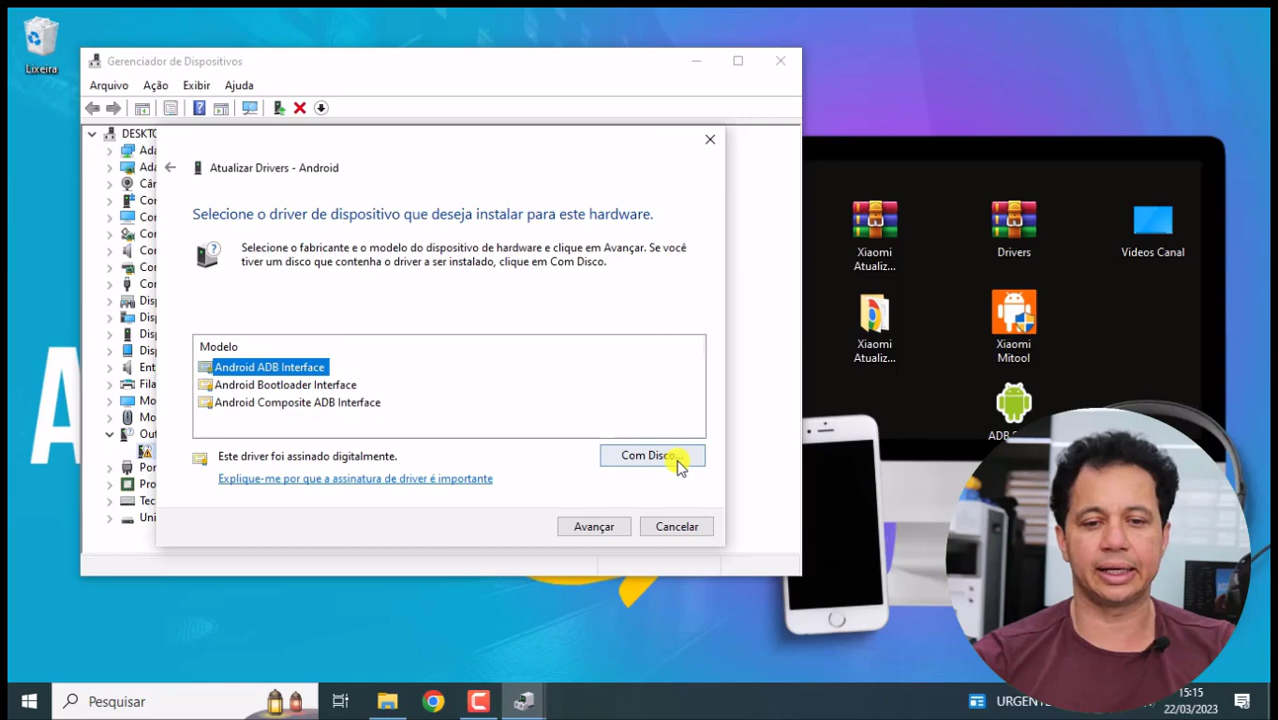 Lixeira
Gerenciador de Dispositivos
Arquivo Ação Exibir Ajuda
Atualizar Drivers - Android
Selecione o driver de dispositivo que deseja instalar para este hardware.
Selecione o fabricante e o modelo do dispositivo de hardware e clique em Avançar. Se você
tiver um disco que contenha o driver a ser instalado, clique em Com Disco.
Modelo
Android ADB Interface
Android Bootloader Interface
Android Composite ADB Interface
Este driver foi assinado digitalmente.
Com Disco...
Explique-me por que a assinatura de driver é importante
Avançar Cancelar
Xiaomi
Atualiz...
Drivers
Videos Canal
Xiaomi
Atualiz...
Xiaomi
Mitool
Pesquisar
15:15
22/03/2023